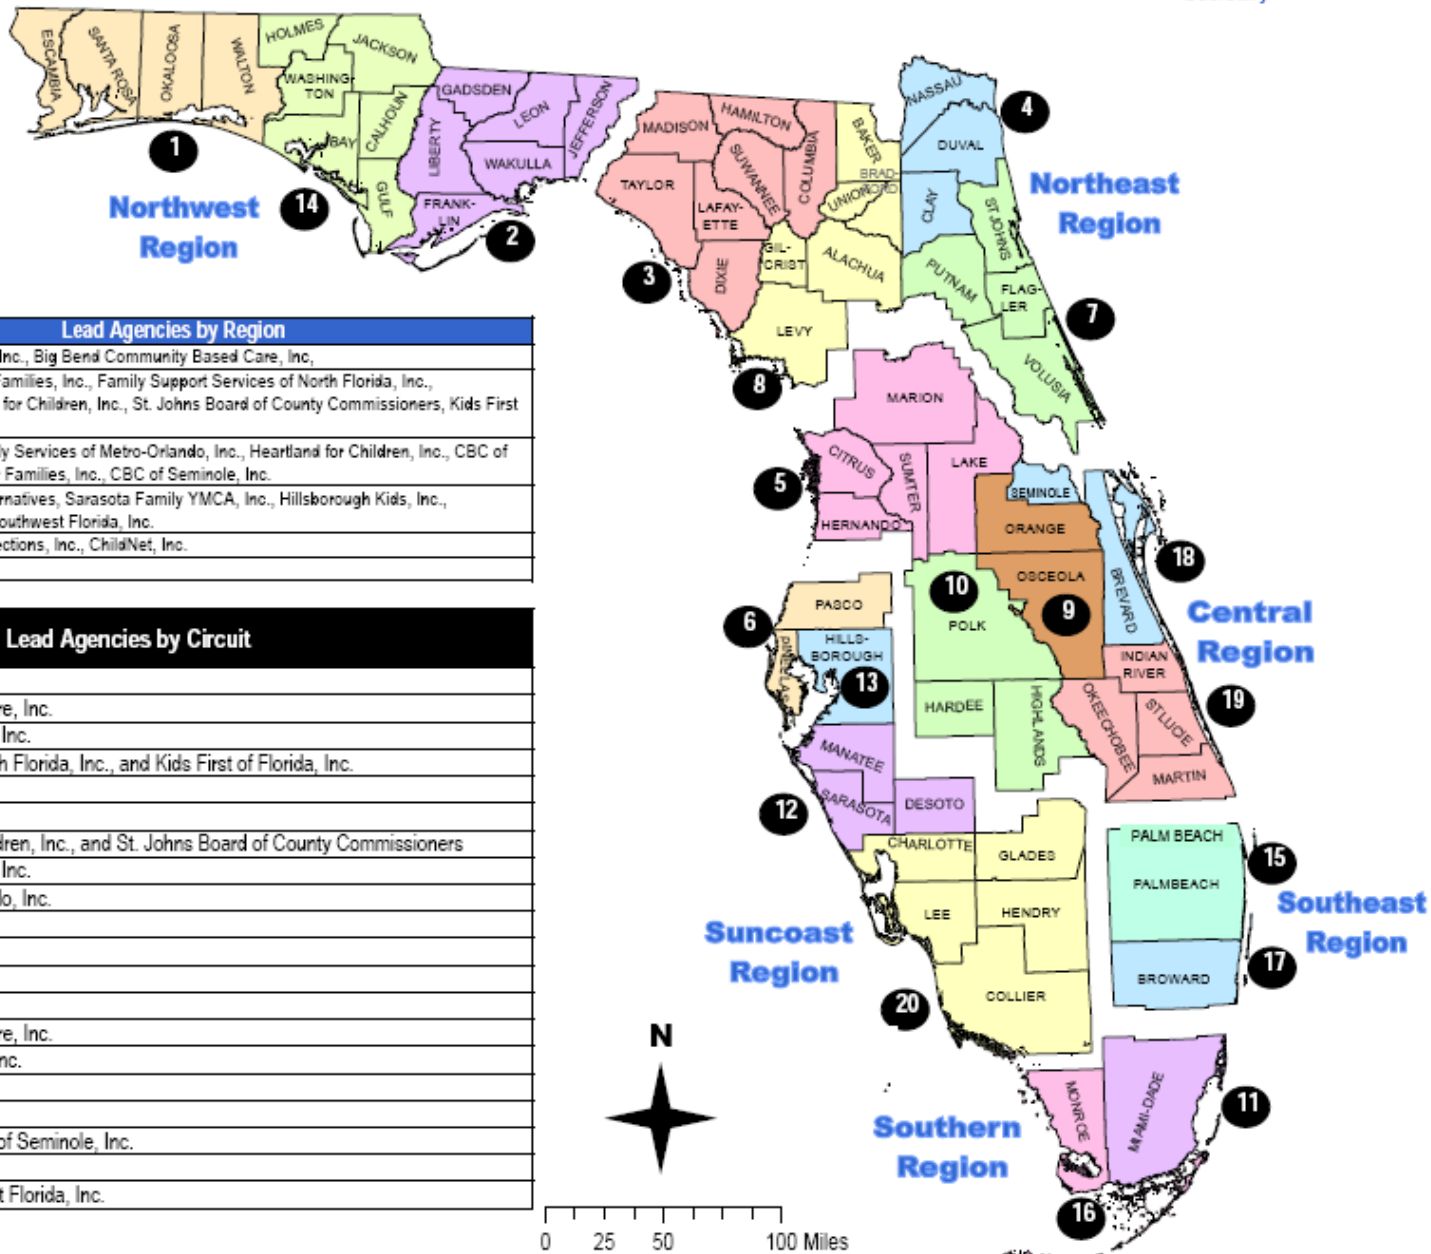 HOLMES
JACKSON
ESCAMBIA
SANTA ROSA
OKALOOSA
WALTON
WASHING-
TON
BAY
CALHOUN
GULF
GADSDEN
LIBERTY
LEON
JEFFERSON
WAKULLA
FRANK-
LIN
1
14
2
Northwest
Region
MADISON
HAMILTON
TAYLOR
SUWANNEE
COLUMBIA
LAFAY-
ETTE
DIXIE
3
BAKER
BRAD-
FORD
UNION
GIL-
CRIST
ALACHUA
LEVY
8
NASSAU
DUVAL
CLAY
4
Northeast
Region
ST JOHNS
PUTNAM
FLAG-
LER
VOLUSIA
7
Lead Agencies by Region
Inc., Big Bend Community Based Care, Inc,
Families, Inc., Family Support Services of North Florida, Inc.,
for Children, Inc., St. Johns Board of County Commissioners, Kids First
ly Services of Metro-Orlando, Inc., Heartland for Children, Inc., CBC of
Families, Inc., CBC of Seminole, Inc.
rnatives, Sarasota Family YMCA, Inc., Hillsborough Kids, Inc.,
outhwest Florida, Inc.
ections, Inc., ChildNet, Inc.
MARION
CITRUS
SUMTER
LAKE
HERNANDO
5
SEMINOLE
ORANGE
OSCEOLA
9
BREVARD
18
Central
Region
PASCO
6
PINELLAS
HILLS-
BOROUGH
13
10
POLK
HARDEE
HIGHLANDS
INDIAN
RIVER
OKEECHOBEE
ST LUCIE
MARTIN
19
Lead Agencies by Circuit
re, Inc.
Inc.
h Florida, Inc., and Kids First of Florida, Inc.
dren, Inc., and St. Johns Board of County Commissioners
Inc.
do, Inc.
re, Inc.
nc.
of Seminole, Inc.
t Florida, Inc.
MANATEE
SARASOTA
DESOTO
12
CHARLOTTE
GLADES
LEE
HENDRY
COLLIER
20
Suncoast
Region
PALM BEACH
PALMBEACH
15
BROWARD
17
Southeast
Region
N
MONROE
MIAMI-DADE
11
16
Southern
Region
0 25 50 100 Miles